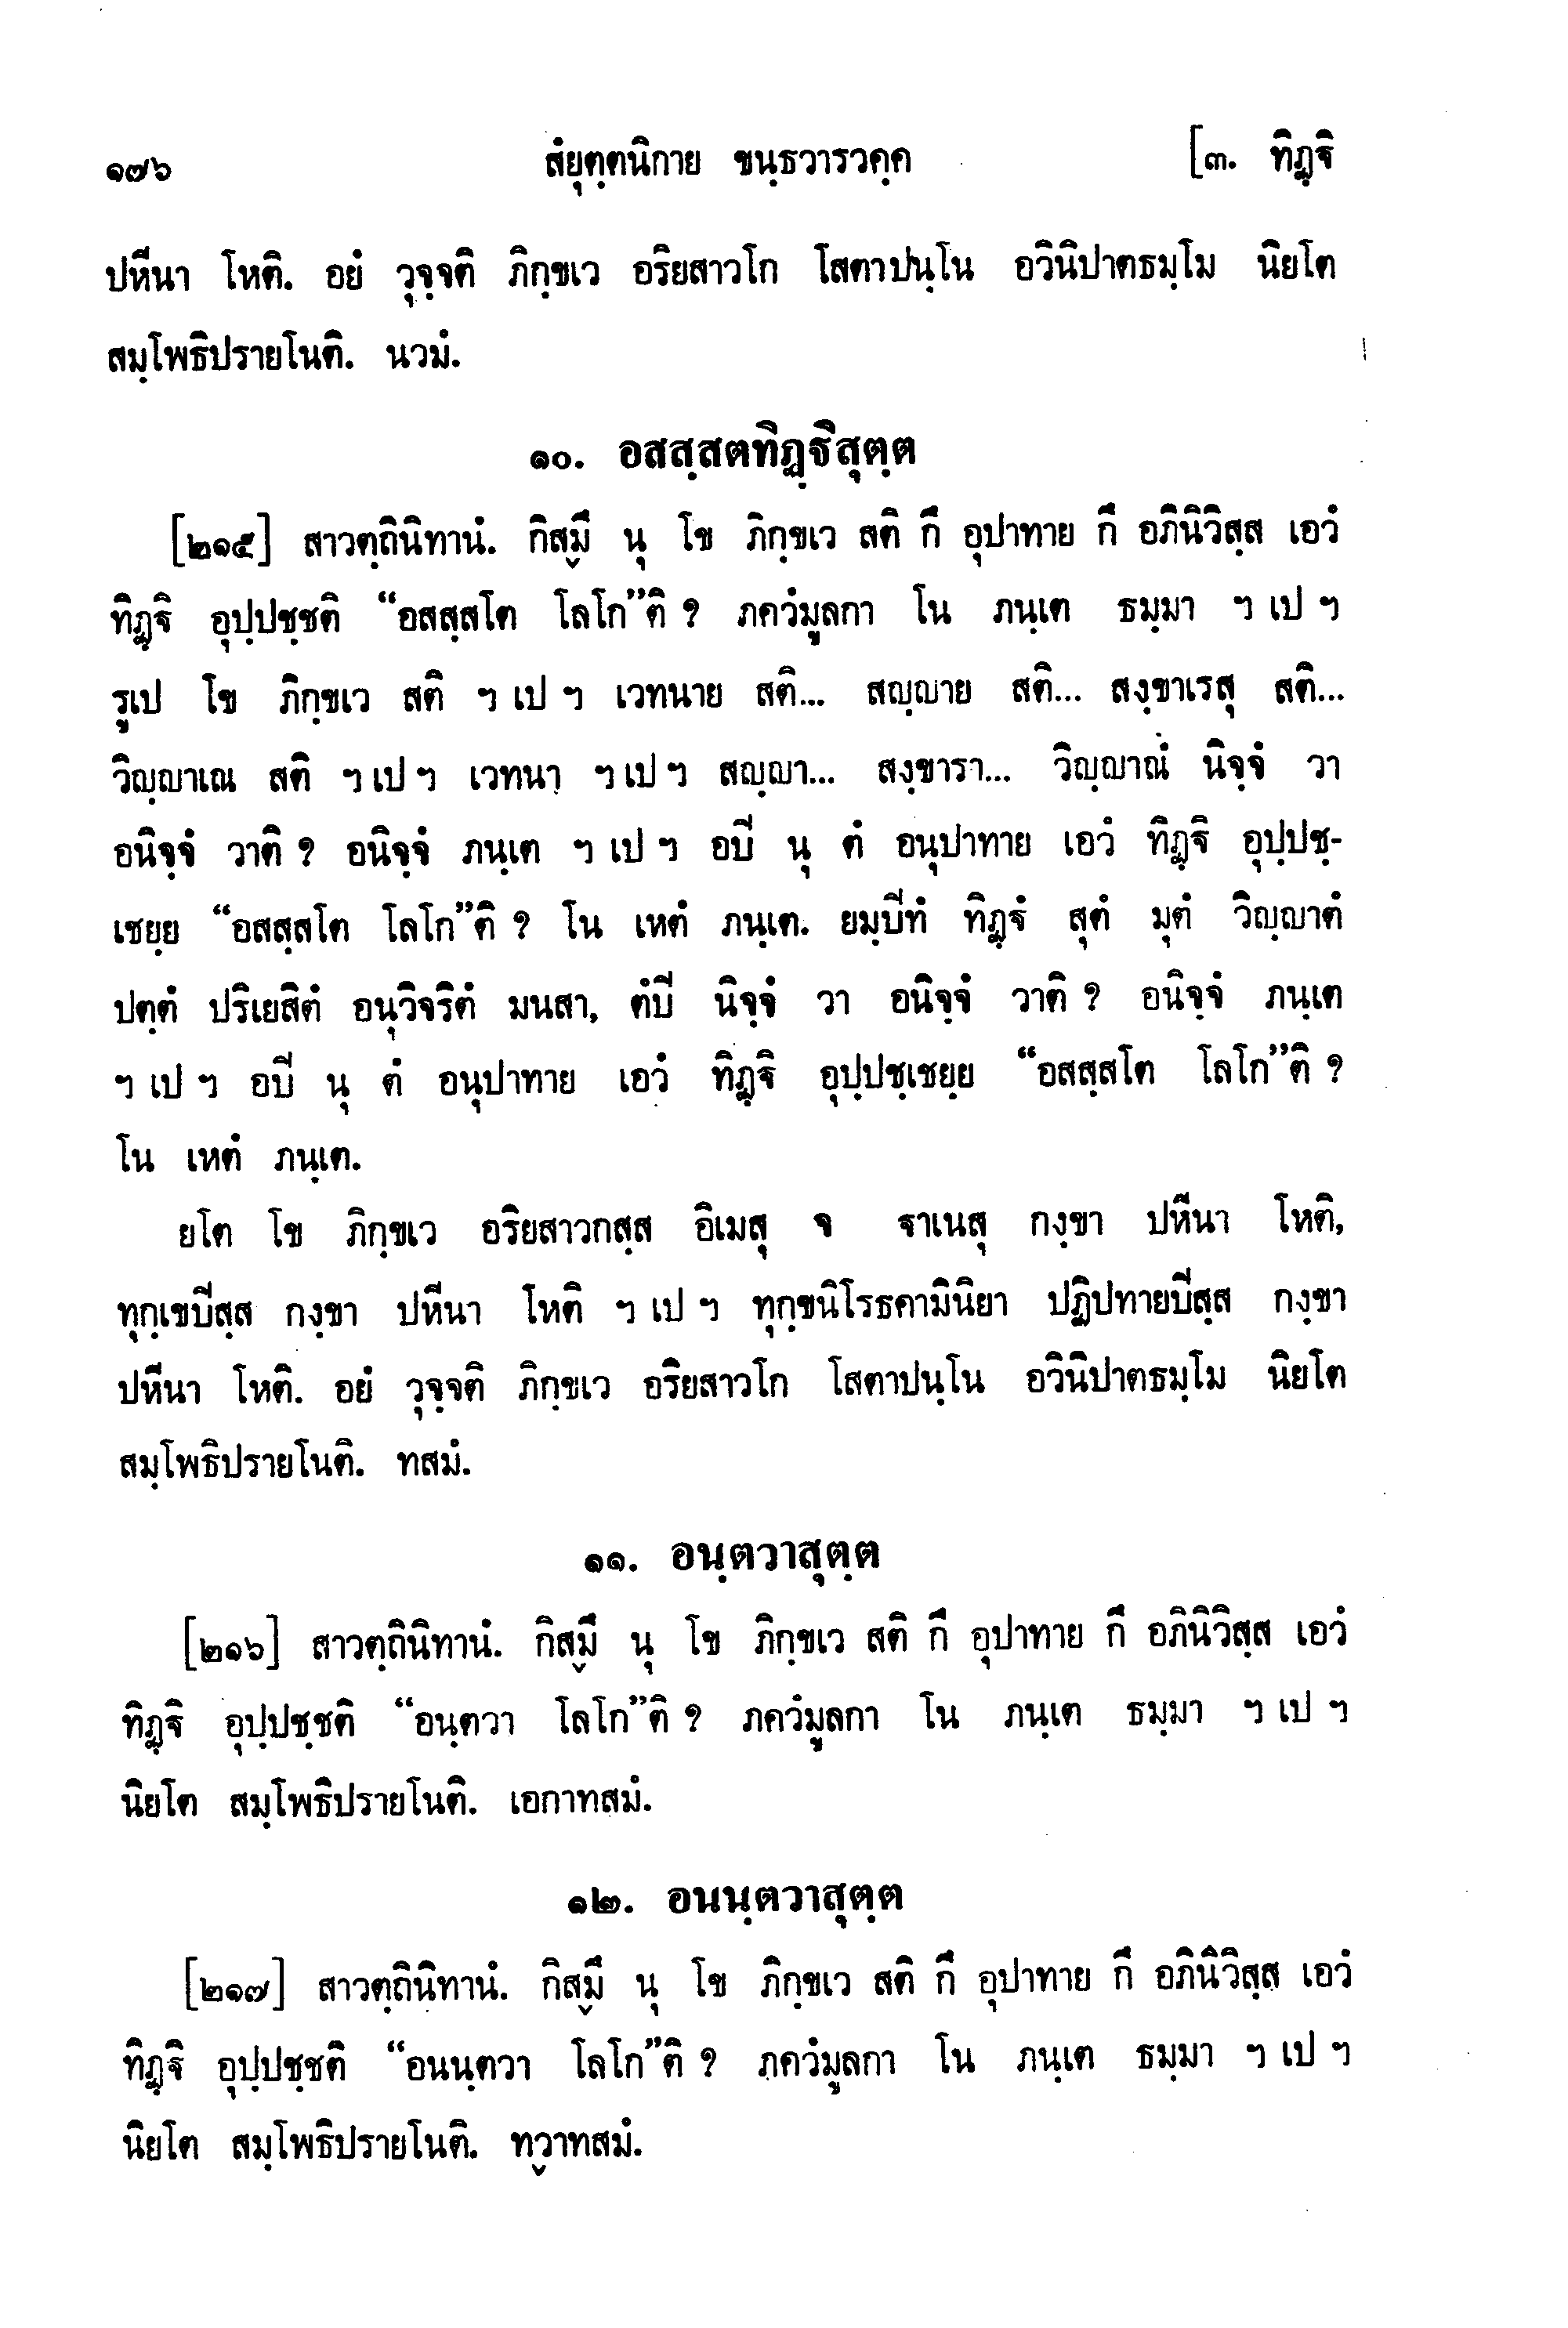 ๑๗๖ สํยุตฺตนิกาย ขนฺธวารวคฺค [๓. ทิฏฺฐิ
ปหีนา โหติ. อยํ วุจฺจติ ภิกฺขเว อริยสาวโก โสตาปนฺโน อวินิปาตธมฺโม นิยโต
สมฺโพธิปรายโนติ. นวมํ.
๑๐. อสสฺสตทิฏฺฐิสุตฺต
[๒๑๕] สาวตฺถินิทานํ. กิสฺมึ นุ โข ภิกฺขเว สติ กึ อุปาทาย กึ อภินิวิสฺส เอวํ
ทิฏฺฐิ อุปฺปชฺชติ “อสสฺสโต โลโก”ติ ? ภควํมูลกา โน ภนฺเต ธมฺมา ฯ เป ฯ
รูเป โข ภิกฺขเว สติ ฯ เป ฯ เวทนาย สติ... สญฺญาย สติ... สงฺขาเรสุ สติ...
วิญฺญาเณ สติ ฯ เป ฯ เวทนา ฯ เป ฯ สญฺญา... สงฺขารา... วิญฺญาณํ นิจฺจํ วา
อนิจฺจํ วาติ ? อนิจฺจํ ภนฺเต ฯ เป ฯ อปิ นุ ตํ อนุปาทาย เอวํ ทิฏฺฐิ อุปฺปชฺ-
เชยฺย “อสสฺสโต โลโก”ติ ? โน เหตํ ภนฺเต. ยมฺปีทํ ทิฏฺฐํ สุตํ มุตํ วิญฺญาตํ
ปตฺตํ ปริเยสิตํ อนุวิจริตํ มนสา, ตํปิ นิจฺจํ วา อนิจฺจํ วาติ ? อนิจฺจํ ภนฺเต
ฯ เป ฯ อปิ นุ ตํ อนุปาทาย เอวํ ทิฏฺฐิ อุปฺปชฺเชยฺย “อสสฺสโต โลโก”ติ ?
โน เหตํ ภนฺเต.
ยโต โข ภิกฺขเว อริยสาวกสฺส อิเมสุ จ ฐาเนสุ กงฺขา ปหีนา โหติ,
ทุกฺเขปิสฺส กงฺขา ปหีนา โหติ ฯ เป ฯ ทุกฺขนิโรธคามินิยา ปฏิปทายปิสฺส กงฺขา
ปหีนา โหติ. อยํ วุจฺจติ ภิกฺขเว อริยสาวโก โสตาปนฺโน อวินิปาตธมฺโม นิยโต
สมฺโพธิปรายโนติ. ทสมํ.
๑๑. อนฺตวาสุตฺต
[๒๑๖] สาวตฺถินิทานํ. กิสฺมึ นุ โข ภิกฺขเว สติ กึ อุปาทาย กึ อภินิวิสฺส เอวํ
ทิฏฺฐิ อุปฺปชฺชติ “อนฺตวา โลโก”ติ ? ภควํมูลกา โน ภนฺเต ธมฺมา ฯ เป ฯ
นิยโต สมฺโพธิปรายโนติ. เอกาทสมํ.
๑๒. อนนฺตวาสุตฺต
[๒๑๗] สาวตฺถินิทานํ. กิสฺมึ นุ โข ภิกฺขเว สติ กึ อุปาทาย กึ อภินิวิสฺส เอวํ
ทิฏฺฐิ อุปฺปชฺชติ “อนนฺตวา โลโก”ติ ? ภควํมูลกา โน ภนฺเต ธมฺมา ฯ เป ฯ
นิยโต สมฺโพธิปรายโนติ. ทฺวาทสมํ.